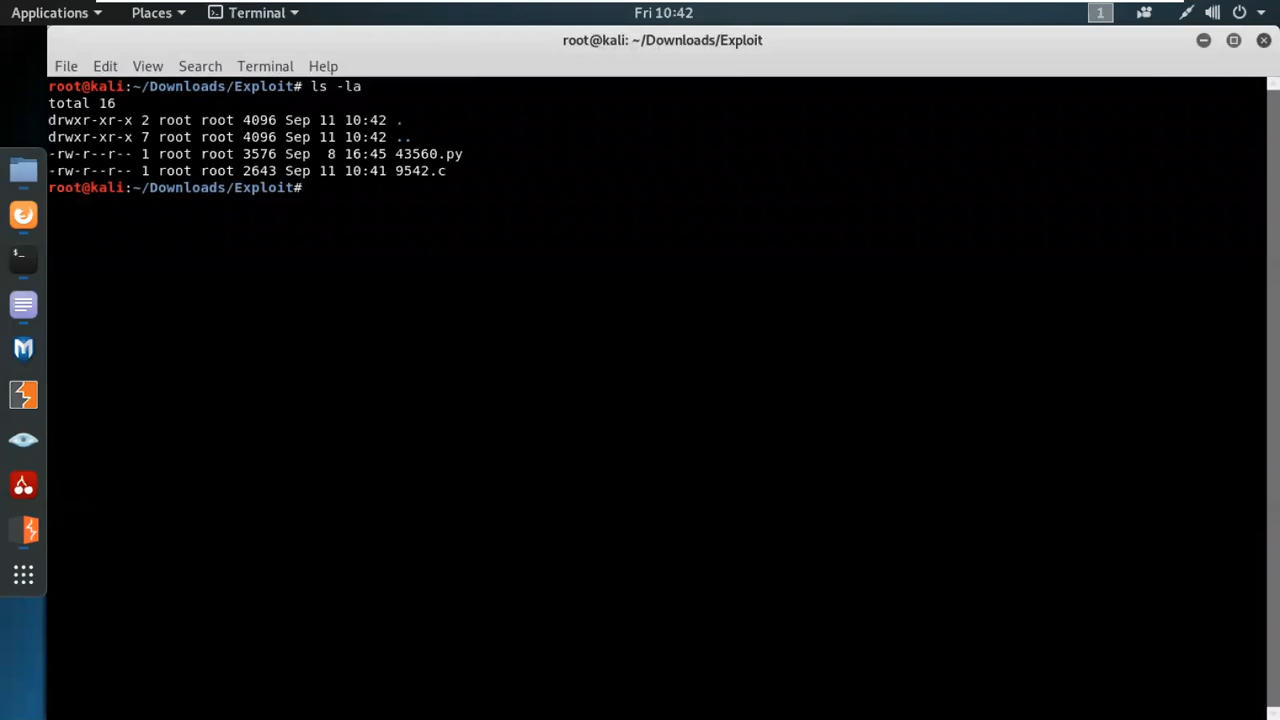 Applications Places Terminal Fri 10:42 1
root@kali: ~/Downloads/Exploit
File Edit View Search Terminal Help
root@kali:~/Downloads/Exploit# ls -la
total 16
drwxr-xr-x 2 root root 4096 Sep 11 10:42 .
drwxr-xr-x 7 root root 4096 Sep 11 10:42 ..
-rw-r--r-- 1 root root 3576 Sep  8 16:45 43560.py
-rw-r--r-- 1 root root 2643 Sep 11 10:41 9542.c
root@kali:~/Downloads/Exploit#
$_